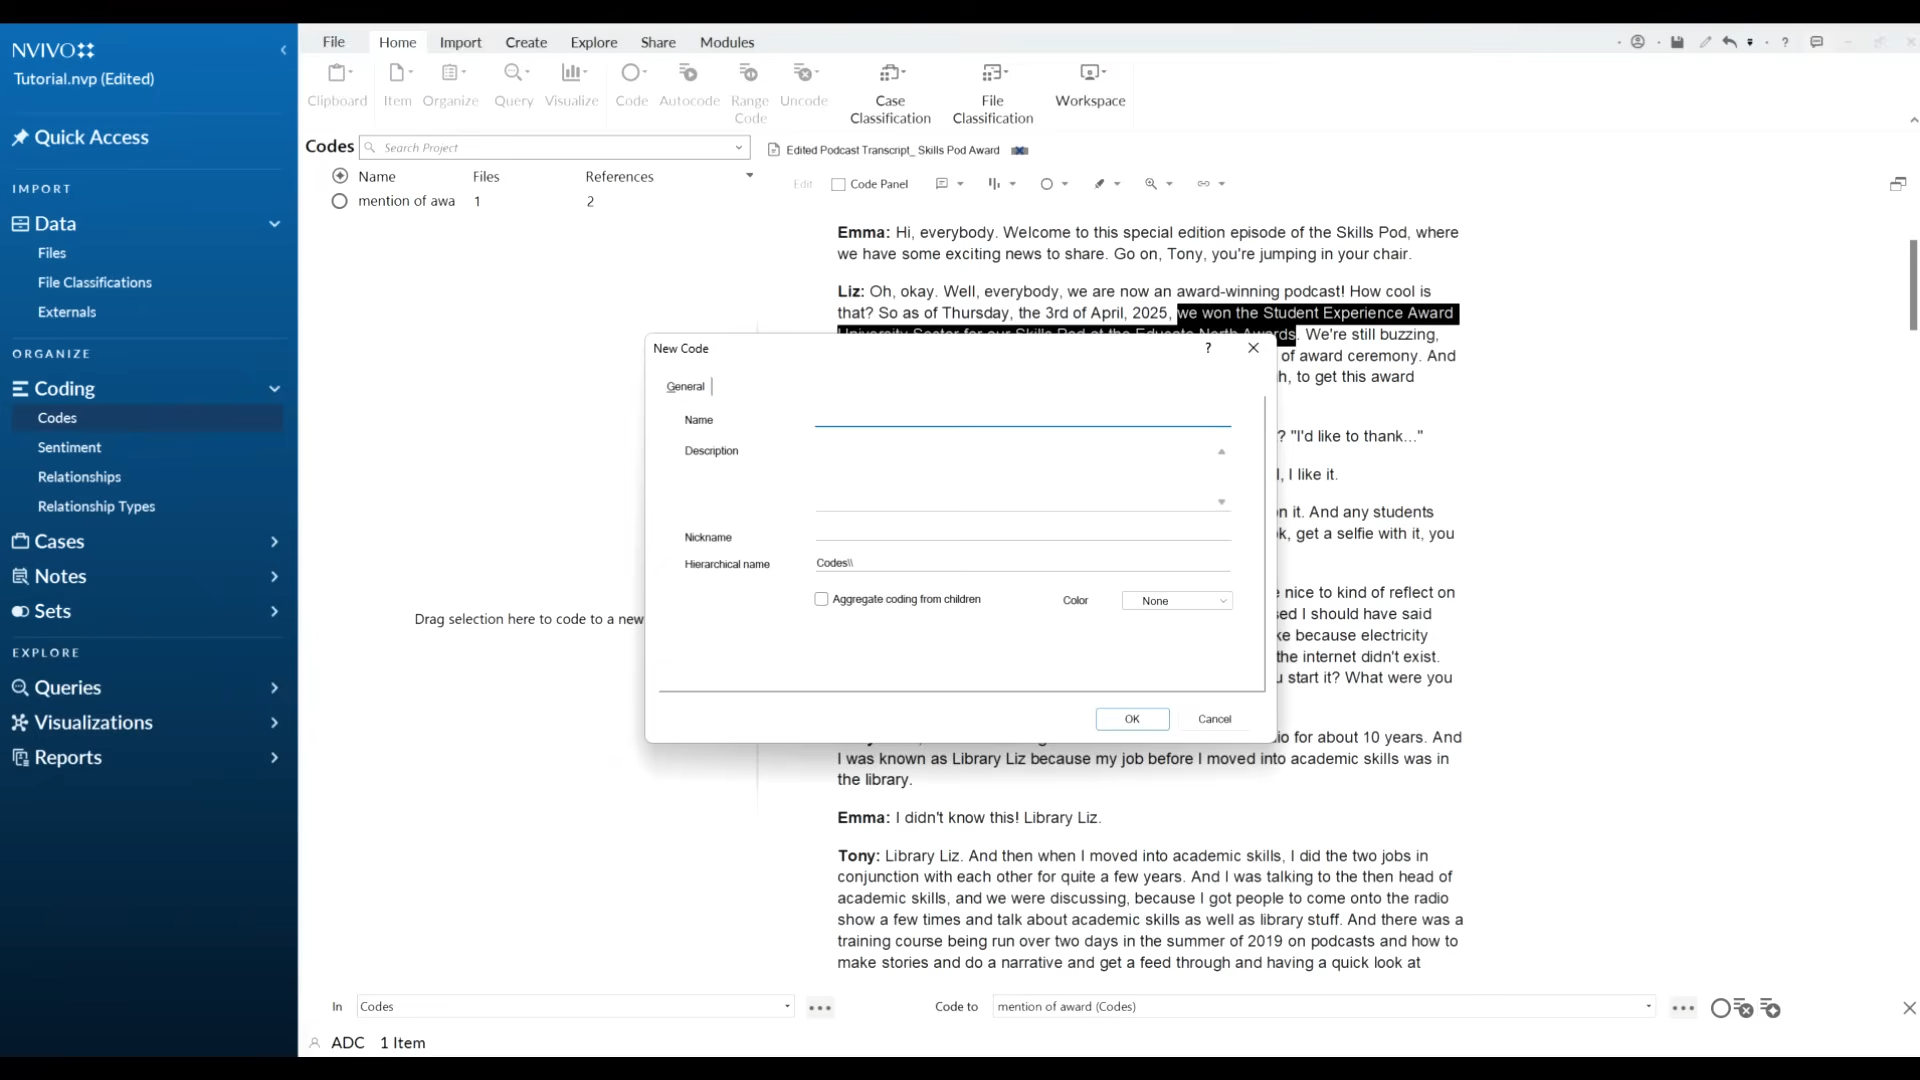 NVIVO
Tutorial.nvp (Edited)
Quick Access
IMPORT
Data
Files
File Classifications
Externals
ORGANIZE
Coding
Codes
Sentiment
Relationships
Relationship Types
Cases
Notes
Sets
EXPLORE
Queries
Visualizations
Reports
File Home Import Create Explore Share Modules
Clipboard Item Organize Query Visualize Code Autocode Range Code Uncode Case Classification File Classification Workspace
Codes Search Project
Name Files References
mention of awa 1 2
Drag selection here to code to a new
Edited Podcast Transcript_ Skills Pod Award
Edit Code Panel
Emma: Hi, everybody. Welcome to this special edition episode of the Skills Pod, where
we have some exciting news to share. Go on, Tony, you're jumping in your chair.
Liz: Oh, okay. Well, everybody, we are now an award-winning podcast! How cool is
that? So as of Thursday, the 3rd of April, 2025, we won the Student Experience Award
University Sector for our Skills Pod at the Educate North Awards. We're still buzzing,
of award ceremony. And
h, to get this award
? "I'd like to thank..."
l, I like it.
n it. And any students
k, get a selfie with it, you
e nice to kind of reflect on
sed I should have said
ke because electricity
the internet didn't exist.
u start it? What were you
io for about 10 years. And
I was known as Library Liz because my job before I moved into academic skills was in
the library.
Emma: I didn't know this! Library Liz.
Tony: Library Liz. And then when I moved into academic skills, I did the two jobs in
conjunction with each other for quite a few years. And I was talking to the then head of
academic skills, and we were discussing, because I got people to come onto the radio
show a few times and talk about academic skills as well as library stuff. And there was a
training course being run over two days in the summer of 2019 on podcasts and how to
make stories and do a narrative and get a feed through and having a quick look at
New Code ?
General
Name
Description
Nickname
Hierarchical name Codes\\
Aggregate coding from children Color None
OK Cancel
In Codes Code to mention of award (Codes)
ADC 1 Item